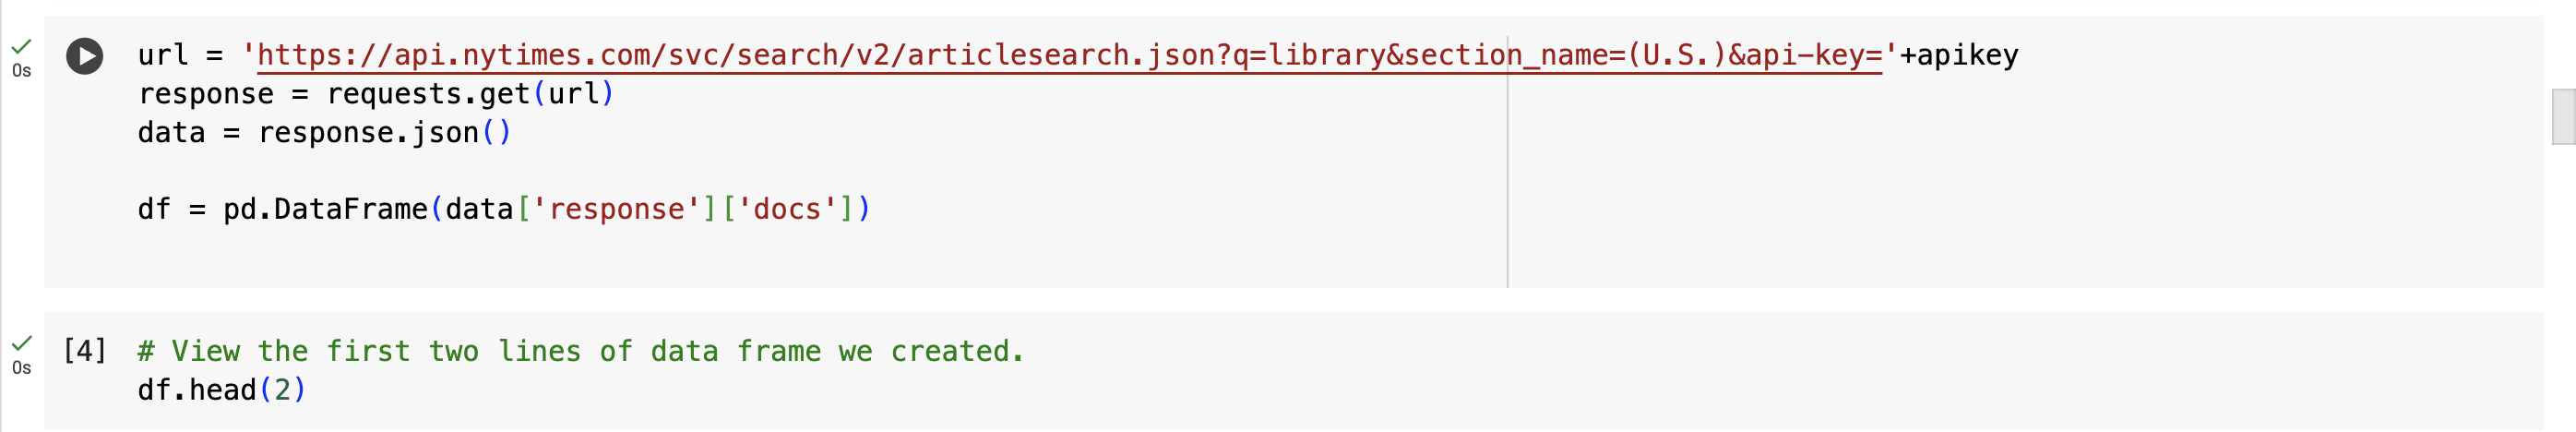 0s
url = 'https://api.nytimes.com/svc/search/v2/articlesearch.json?q=library&section_name=(U.S.)&api-key='+apikey
response = requests.get(url)
data = response.json()
df = pd.DataFrame(data['response']['docs'])
0s
[4] # View the first two lines of data frame we created.
df.head(2)